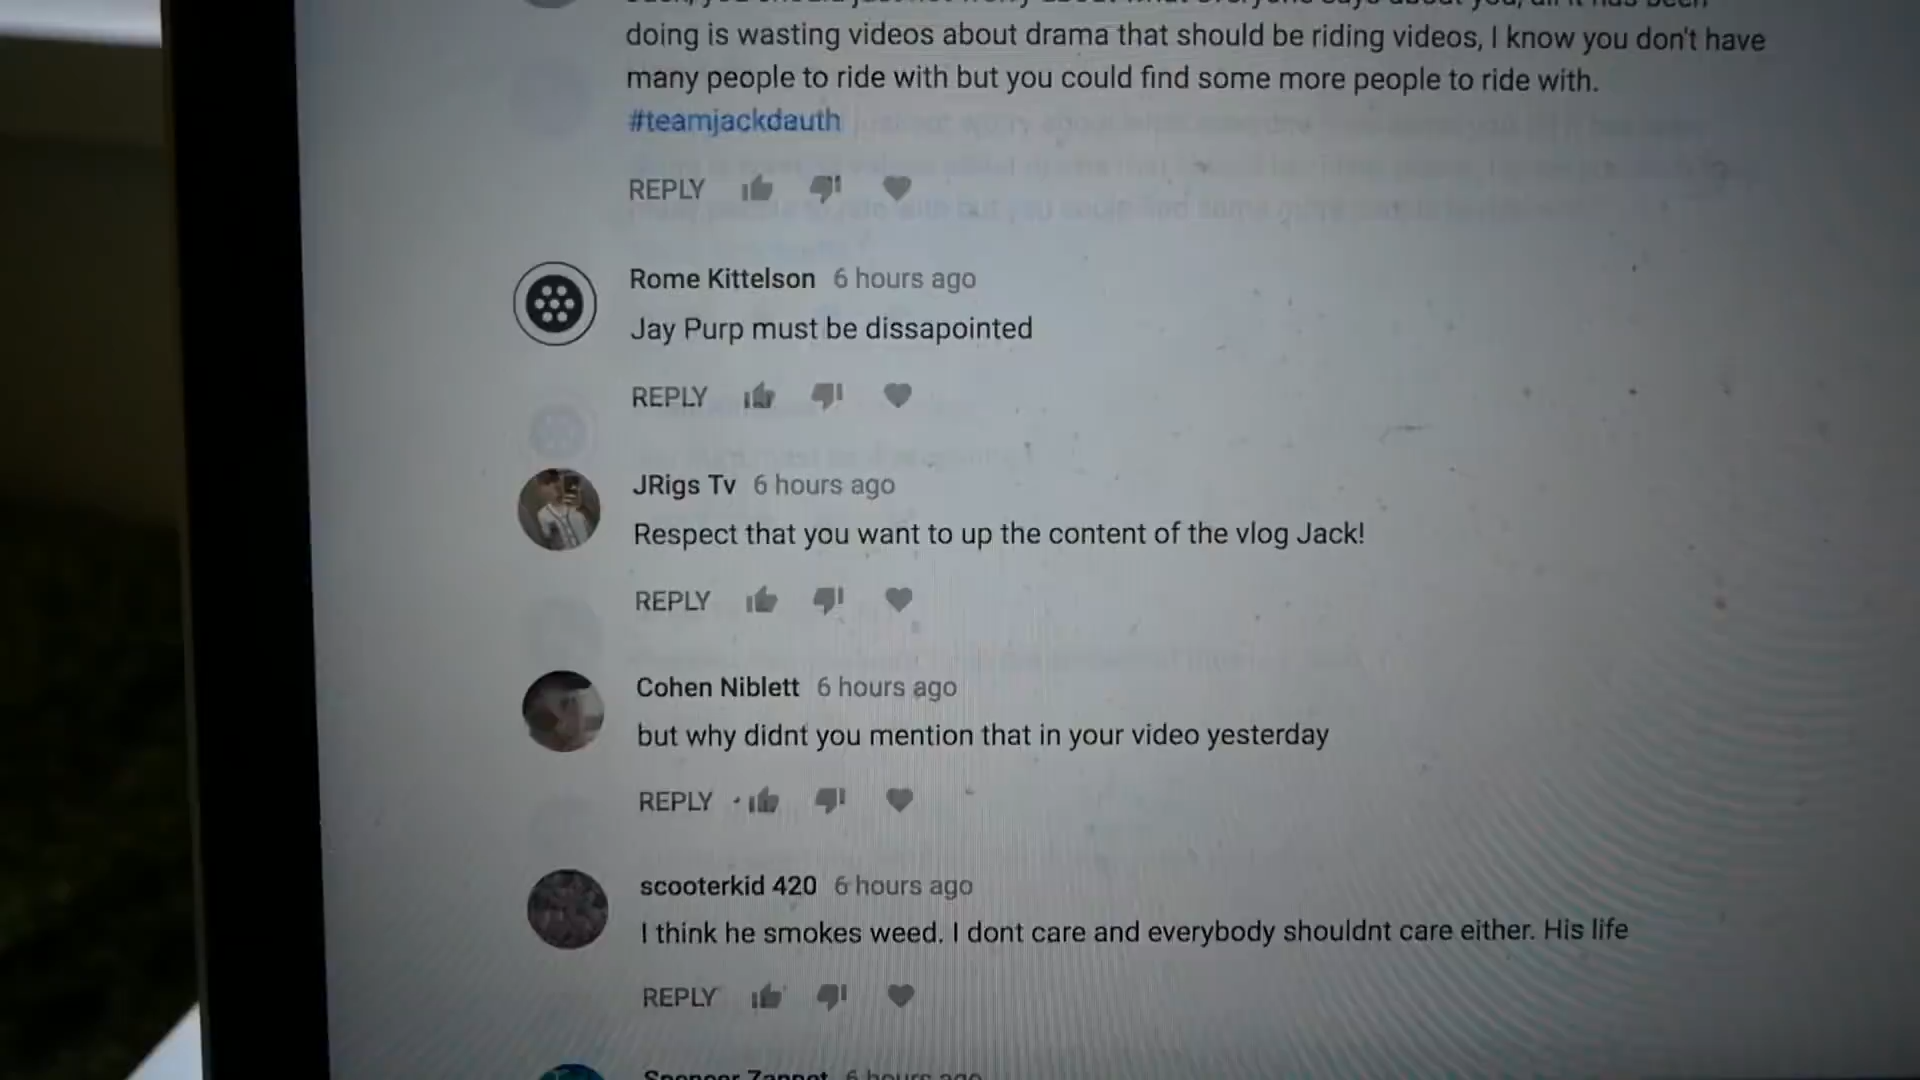 doing is wasting videos about drama that should be riding videos, I know you don't have
many people to ride with but you could find some more people to ride with.
#teamjackdauth
REPLY
Rome Kittelson 6 hours ago
Jay Purp must be dissapointed
REPLY
JRigs Tv 6 hours ago
Respect that you want to up the content of the vlog Jack!
REPLY
Cohen Niblett 6 hours ago
but why didnt you mention that in your video yesterday
REPLY
scooterkid 420 6 hours ago
I think he smokes weed. I dont care and everybody shouldnt care either. His life
REPLY
6 hours ago